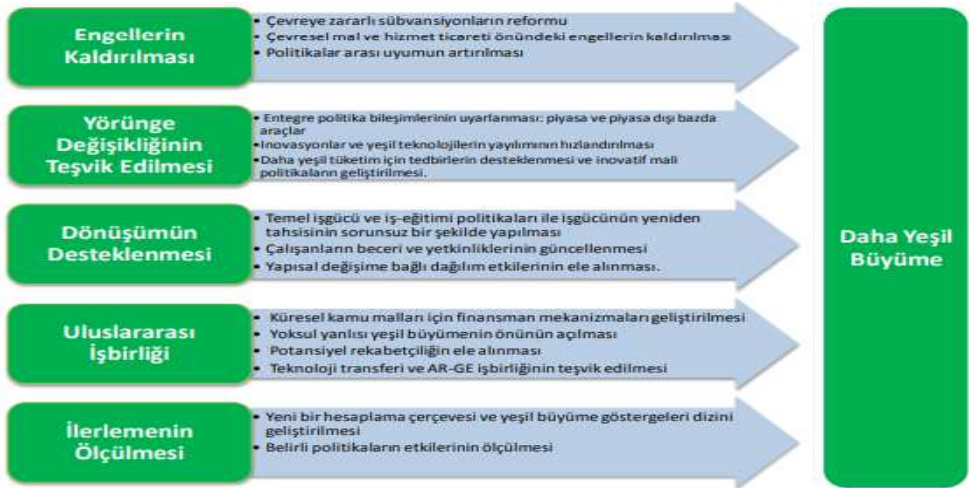 Engellerin
Kaldırılması
• Çevreye zararlı sübvansiyonların reformu
• Çevresel mal ve hizmet ticareti önündeki engellerin kaldırılması
• Politikalar arası uyumun artırılması
Yörünge
Değişikliğinin
Teşvik Edilmesi
• Entegre politika bileşimlerinin uyarlanması: piyasa ve piyasa dışı bazda
araçlar
• İnovasyonlar ve yeşil teknolojilerin yayılımının hızlandırılması
• Daha yeşil tüketim için tedbirlerin desteklenmesi ve inovatif mali
politikaların geliştirilmesi.
Dönüşümün
Desteklenmesi
• Temel işgücü ve iş-eğitimi politikaları ile işgücünün yeniden
tahsisinin sorunsuz bir şekilde yapılması
• Çalışanların beceri ve yetkinliklerinin güncellenmesi
• Yapısal değişime bağlı dağılım etkilerinin ele alınması.
Uluslararası
İşbirliği
• Küresel kamu malları için finansman mekanizmaları geliştirilmesi
• Yoksul yanlısı yeşil büyümenin önünün açılması
• Potansiyel rekabetçiliğin ele alınması
• Teknoloji transferi ve AR-GE işbirliğinin teşvik edilmesi
İlerlemenin
Ölçülmesi
• Yeni bir hesaplama çerçevesi ve yeşil büyüme göstergeleri dizini
geliştirilmesi
• Belirli politikaların etkilerinin ölçülmesi
Daha Yeşil
Büyüme